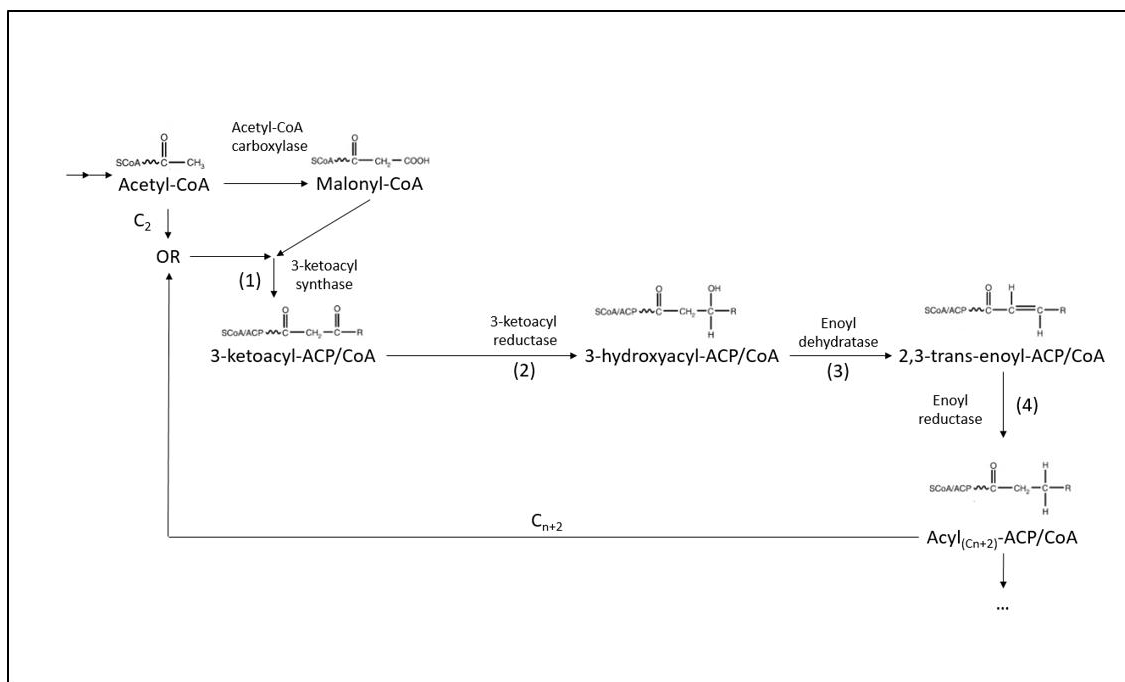 Acetyl-CoA
carboxylase
O
SCoA C CH₃
Acetyl-CoA
O
SCoA C CH₂ COOH
Malonyl-CoA
C₂
OR
(1)
3-ketoacyl
synthase
O O
SCoA/ACP C CH₂ C R
3-ketoacyl-ACP/CoA
3-ketoacyl
reductase
(2)
O OH
SCoA/ACP C CH₂ C R
H
3-hydroxyacyl-ACP/CoA
Enoyl
dehydratase
(3)
O H
SCoA/ACP C C C R
H
2,3-trans-enoyl-ACP/CoA
Enoyl
reductase
(4)
O H
SCoA/ACP C CH₂ C R
H
Acyl(Cn+2)-ACP/CoA
Cn+2
...